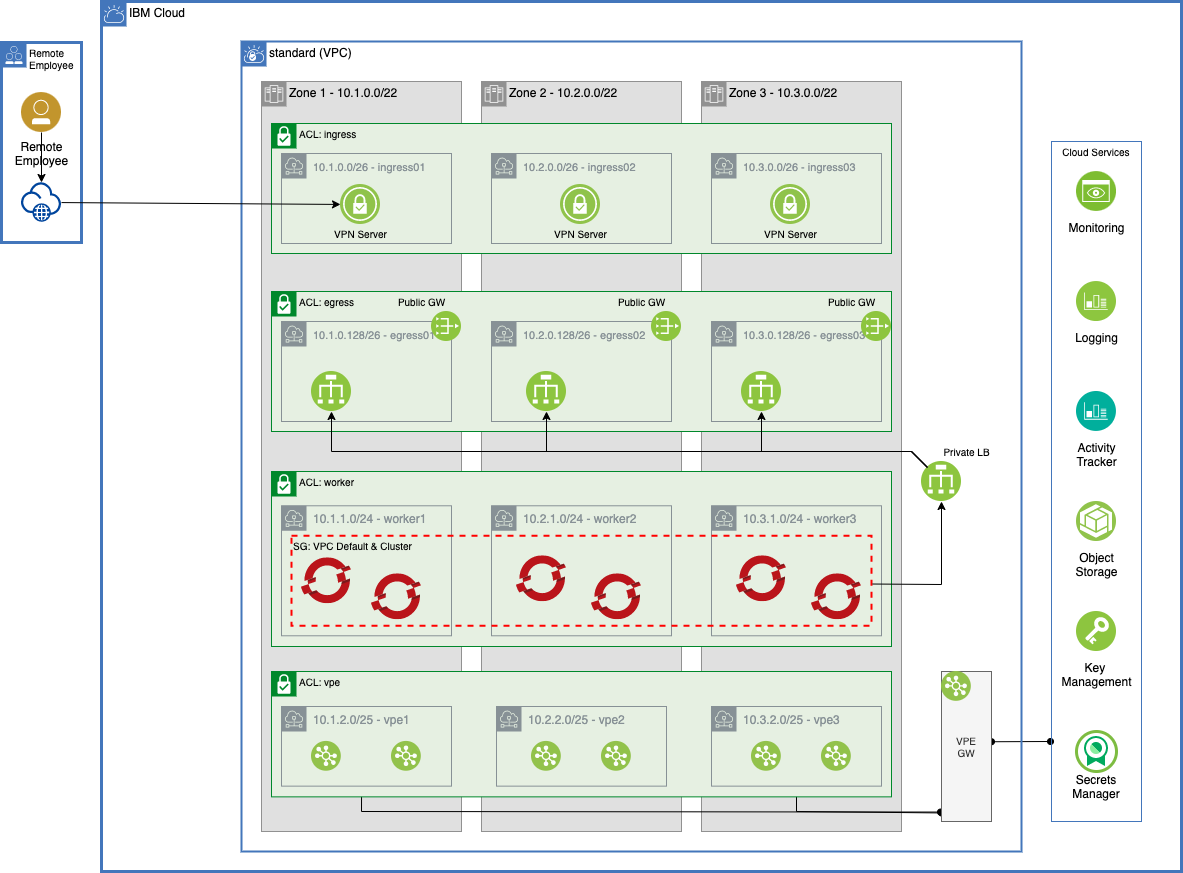 IBM Cloud
Remote
Employee
standard (VPC)
Zone 1 - 10.1.0.0/22
Zone 2 - 10.2.0.0/22
Zone 3 - 10.3.0.0/22
Remote
Employee
ACL: ingress
10.1.0.0/26 - ingress01
10.2.0.0/26 - ingress02
10.3.0.0/26 - ingress03
VPN Server
VPN Server
VPN Server
Cloud Services
Monitoring
Logging
Activity
Tracker
Object
Storage
Key
Management
Secrets
Manager
ACL: egress
Public GW
Public GW
Public GW
10.1.0.128/26 - egress01
10.2.0.128/26 - egress02
10.3.0.128/26 - egress03
Private LB
ACL: worker
10.1.1.0/24 - worker1
10.2.1.0/24 - worker2
10.3.1.0/24 - worker3
SG: VPC Default & Cluster
ACL: vpe
10.1.2.0/25 - vpe1
10.2.2.0/25 - vpe2
10.3.2.0/25 - vpe3
VPE
GW